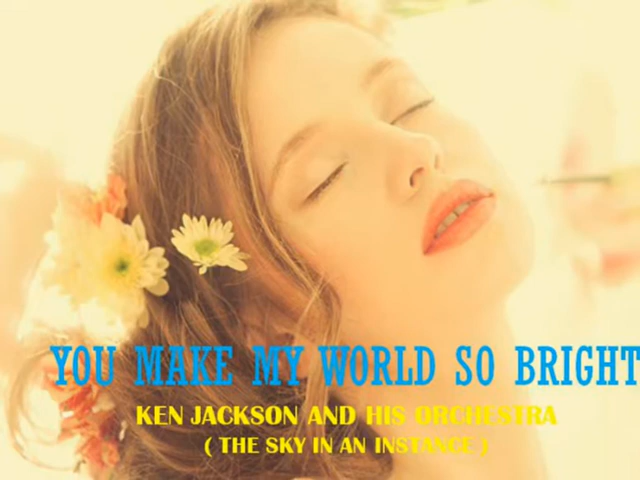 YOU MAKE MY WORLD SO BRIGHT
KEN JACKSON AND HIS ORCHESTRA
( THE SKY IN AN INSTANCE )